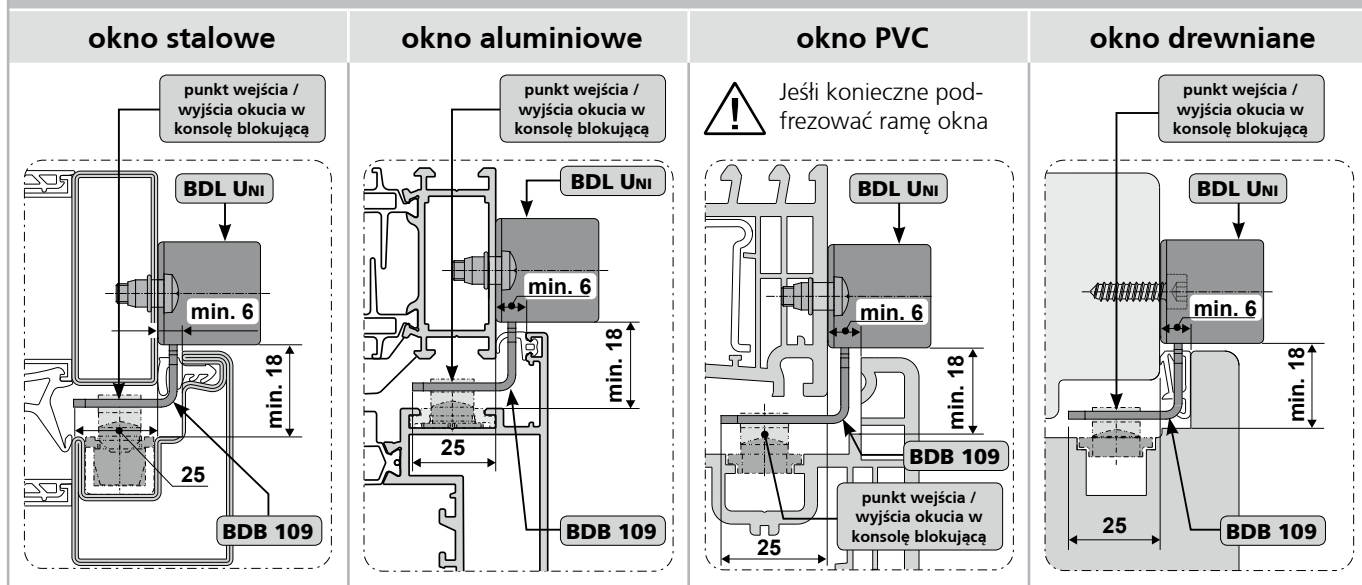 okno stalowe
punkt wejścia /
wyjścia okucia w
konsolę blokującą
BDL UNI
min. 6
min. 18
25
BDB 109
okno aluminiowe
punkt wejścia /
wyjścia okucia w
konsolę blokującą
BDL UNI
min. 6
min. 18
25
BDB 109
okno PVC
Jeśłi konieczne pod-
frezować ramę okna
BDL UNI
min. 6
min. 18
BDB 109
punkt wejścia /
wyjścia okucia w
konsolę blokującą
25
okno drewniane
punkt wejścia /
wyjścia okucia w
konsolę blokującą
BDL UNI
min. 6
min. 18
25
BDB 109